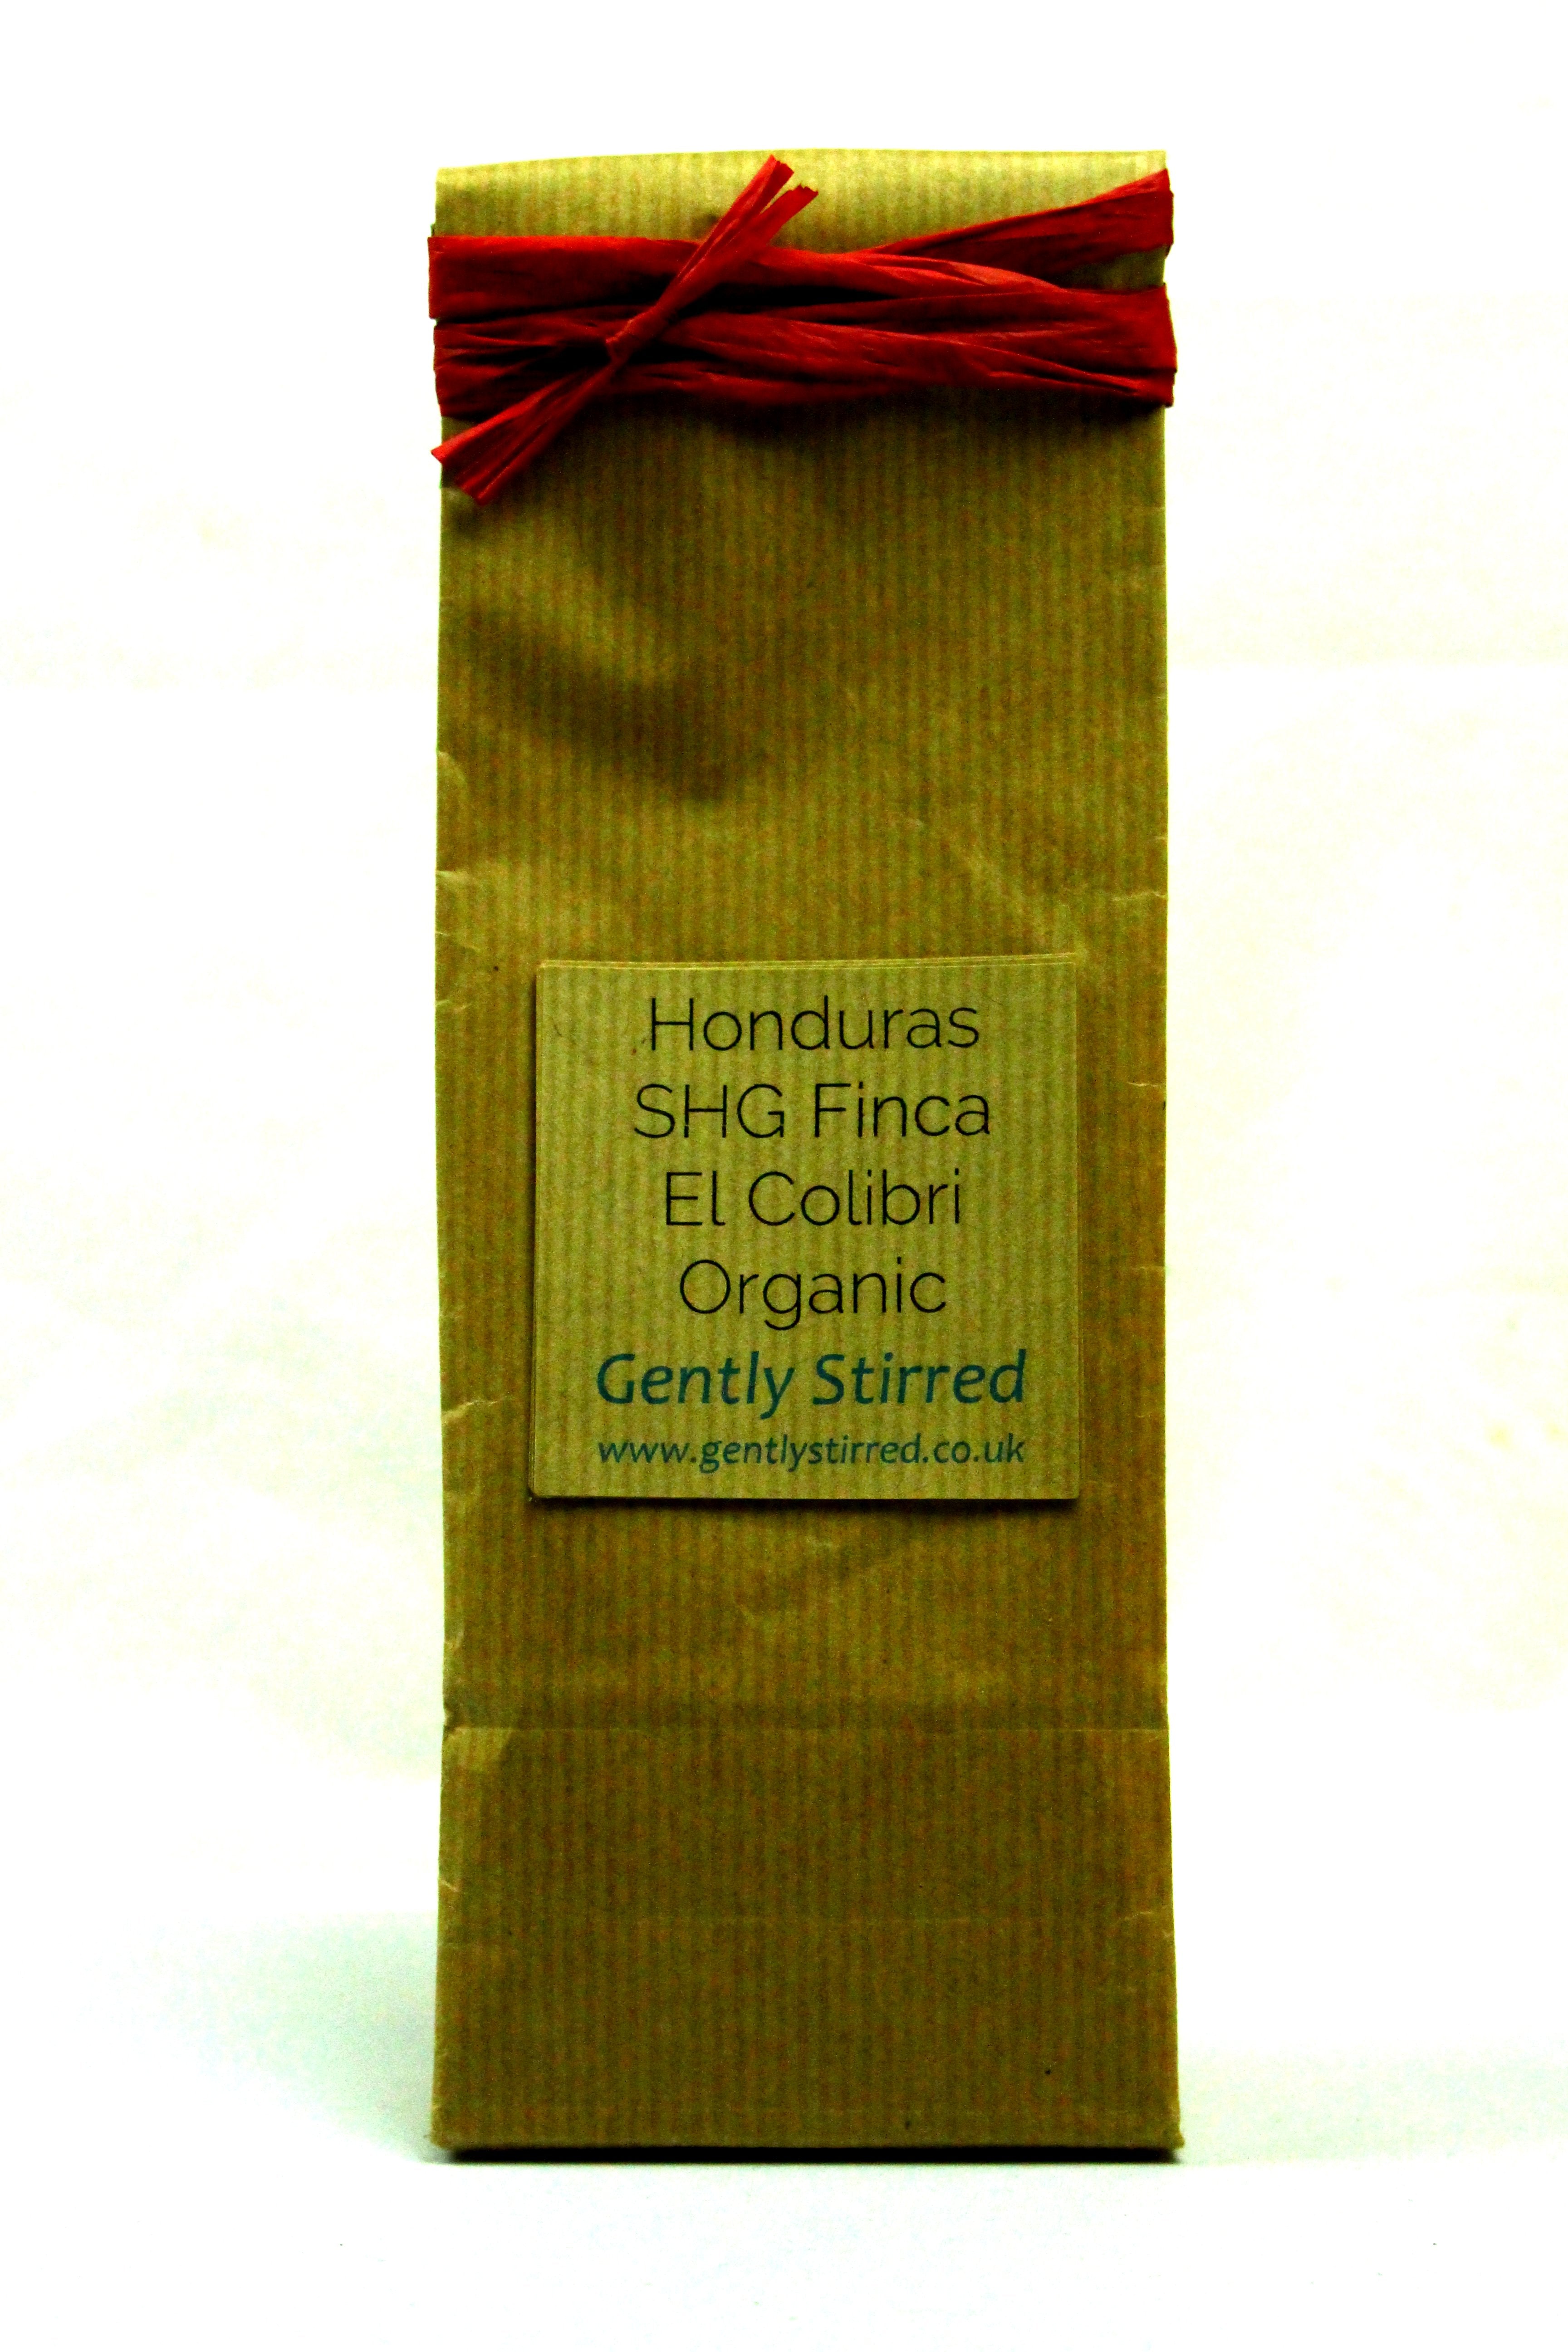 Honduras
SHG Finca
El Colibri
Organic
Gently Stirred
www.gentlystirred.co.uk